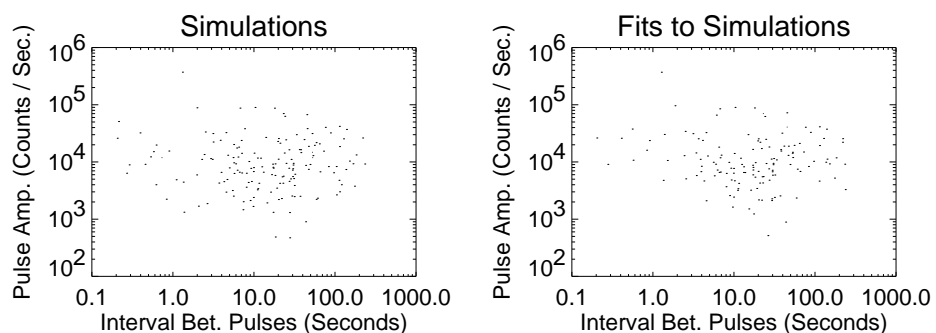 Simulations
Pulse Amp. (Counts / Sec.)
10^6
10^5
10^4
10^3
10^2
0.1 1.0 10.0 100.0 1000.0
Interval Bet. Pulses (Seconds)
Fits to Simulations
Pulse Amp. (Counts / Sec.)
10^6
10^5
10^4
10^3
10^2
0.1 1.0 10.0 100.0 1000.0
Interval Bet. Pulses (Seconds)